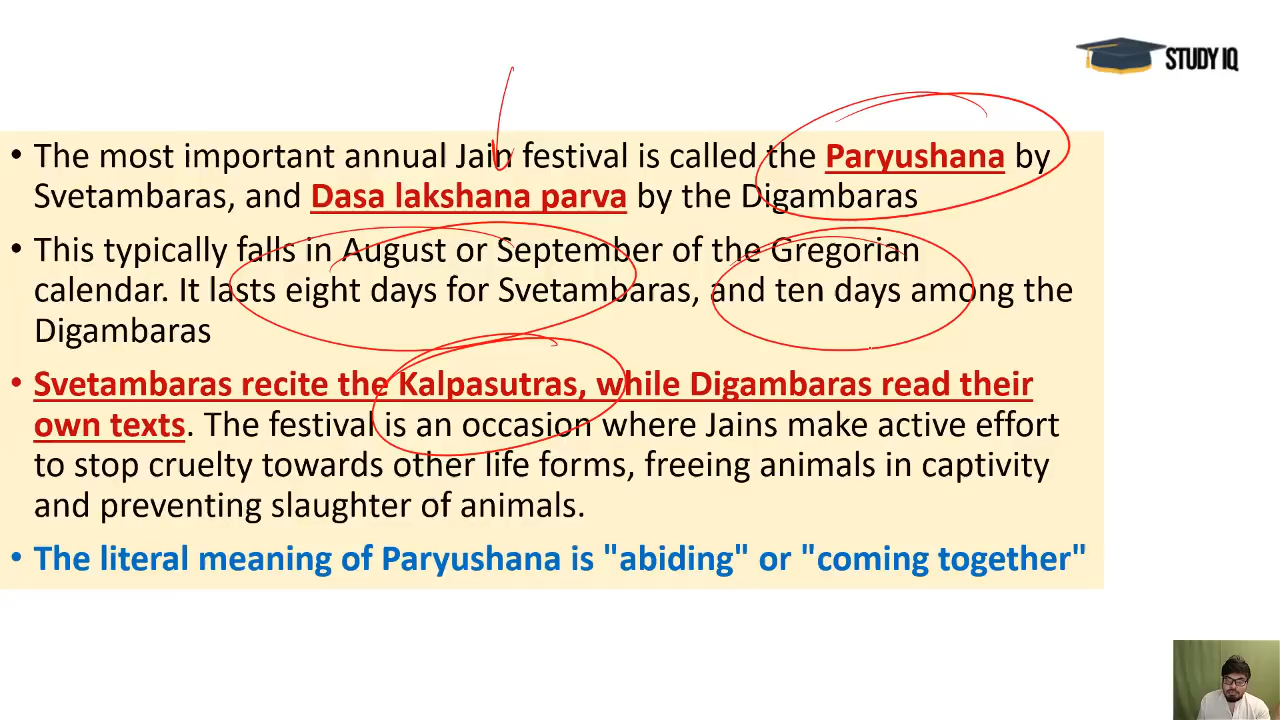 STUDY IQ
• The most important annual Jain festival is called the Paryushana by
Svetambaras, and Dasa lakshana parva by the Digambaras
• This typically falls in August or September of the Gregorian
calendar. It lasts eight days for Svetambaras, and ten days among the
Digambaras
• Svetambaras recite the Kalpasutras, while Digambaras read their
own texts. The festival is an occasion where Jains make active effort
to stop cruelty towards other life forms, freeing animals in captivity
and preventing slaughter of animals.
• The literal meaning of Paryushana is "abiding" or "coming together"